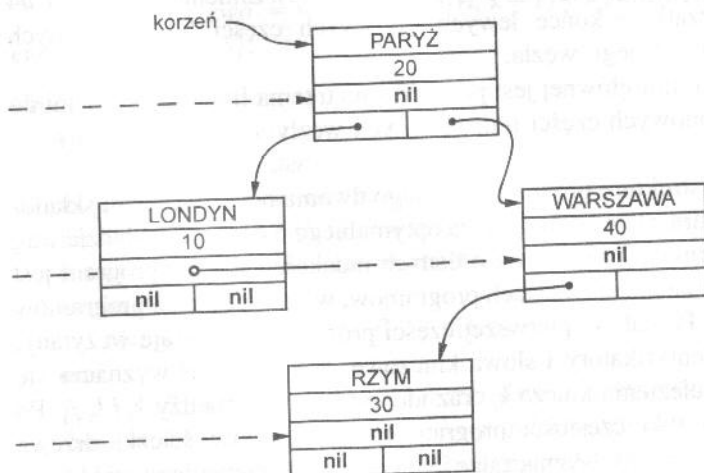 korzeń
PARYŻ
20
nil
LONDYN
10
nil nil
WARSZAWA
40
nil
RZYM
30
nil
nil nil